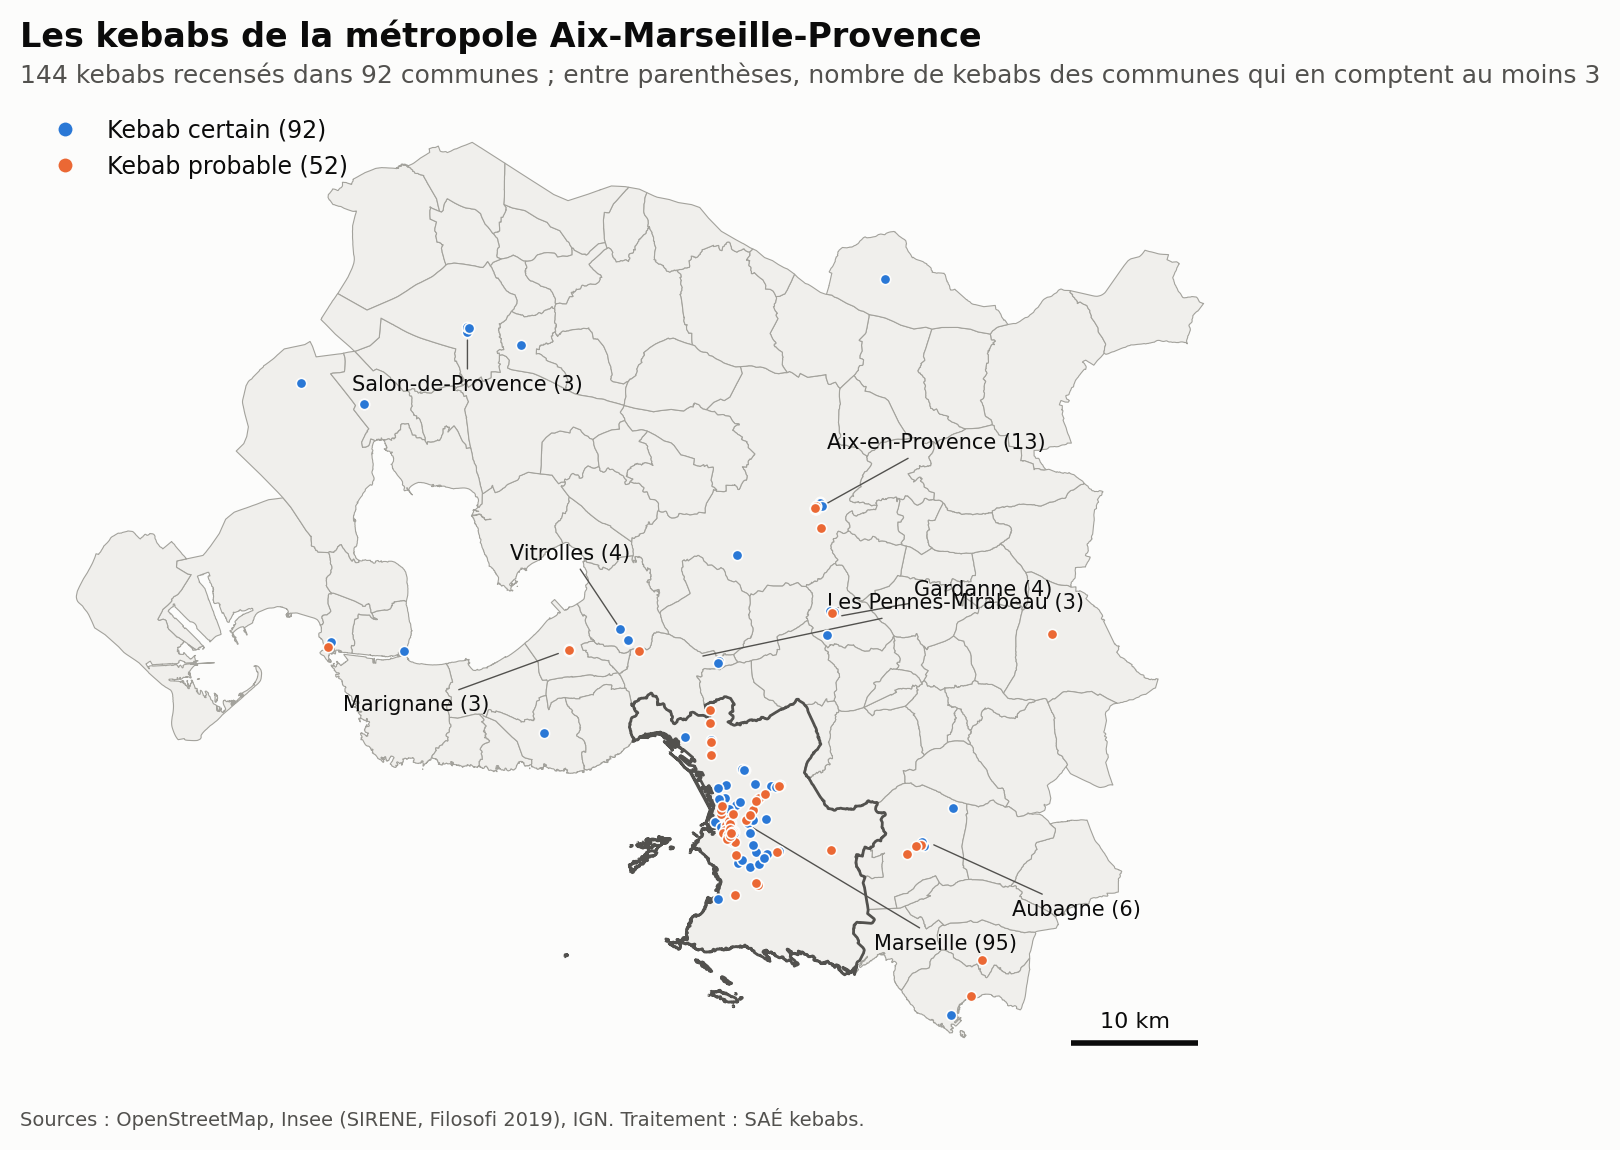 Les kebabs de la métropole Aix-Marseille-Provence
144 kebabs recensés dans 92 communes ; entre parenthèses, nombre de kebabs des communes qui en comptent au moins 3
Kebab certain (92)
Kebab probable (52)
Salon-de-Provence (3)
Aix-en-Provence (13)
Vitrolles (4)
Gardanne (4)
Les Pennes-Mirabeau (3)
Marignane (3)
Aubagne (6)
Marseille (95)
10 km
Sources : OpenStreetMap, Insee (SIRENE, Filosofi 2019), IGN. Traitement : SAÉ kebabs.